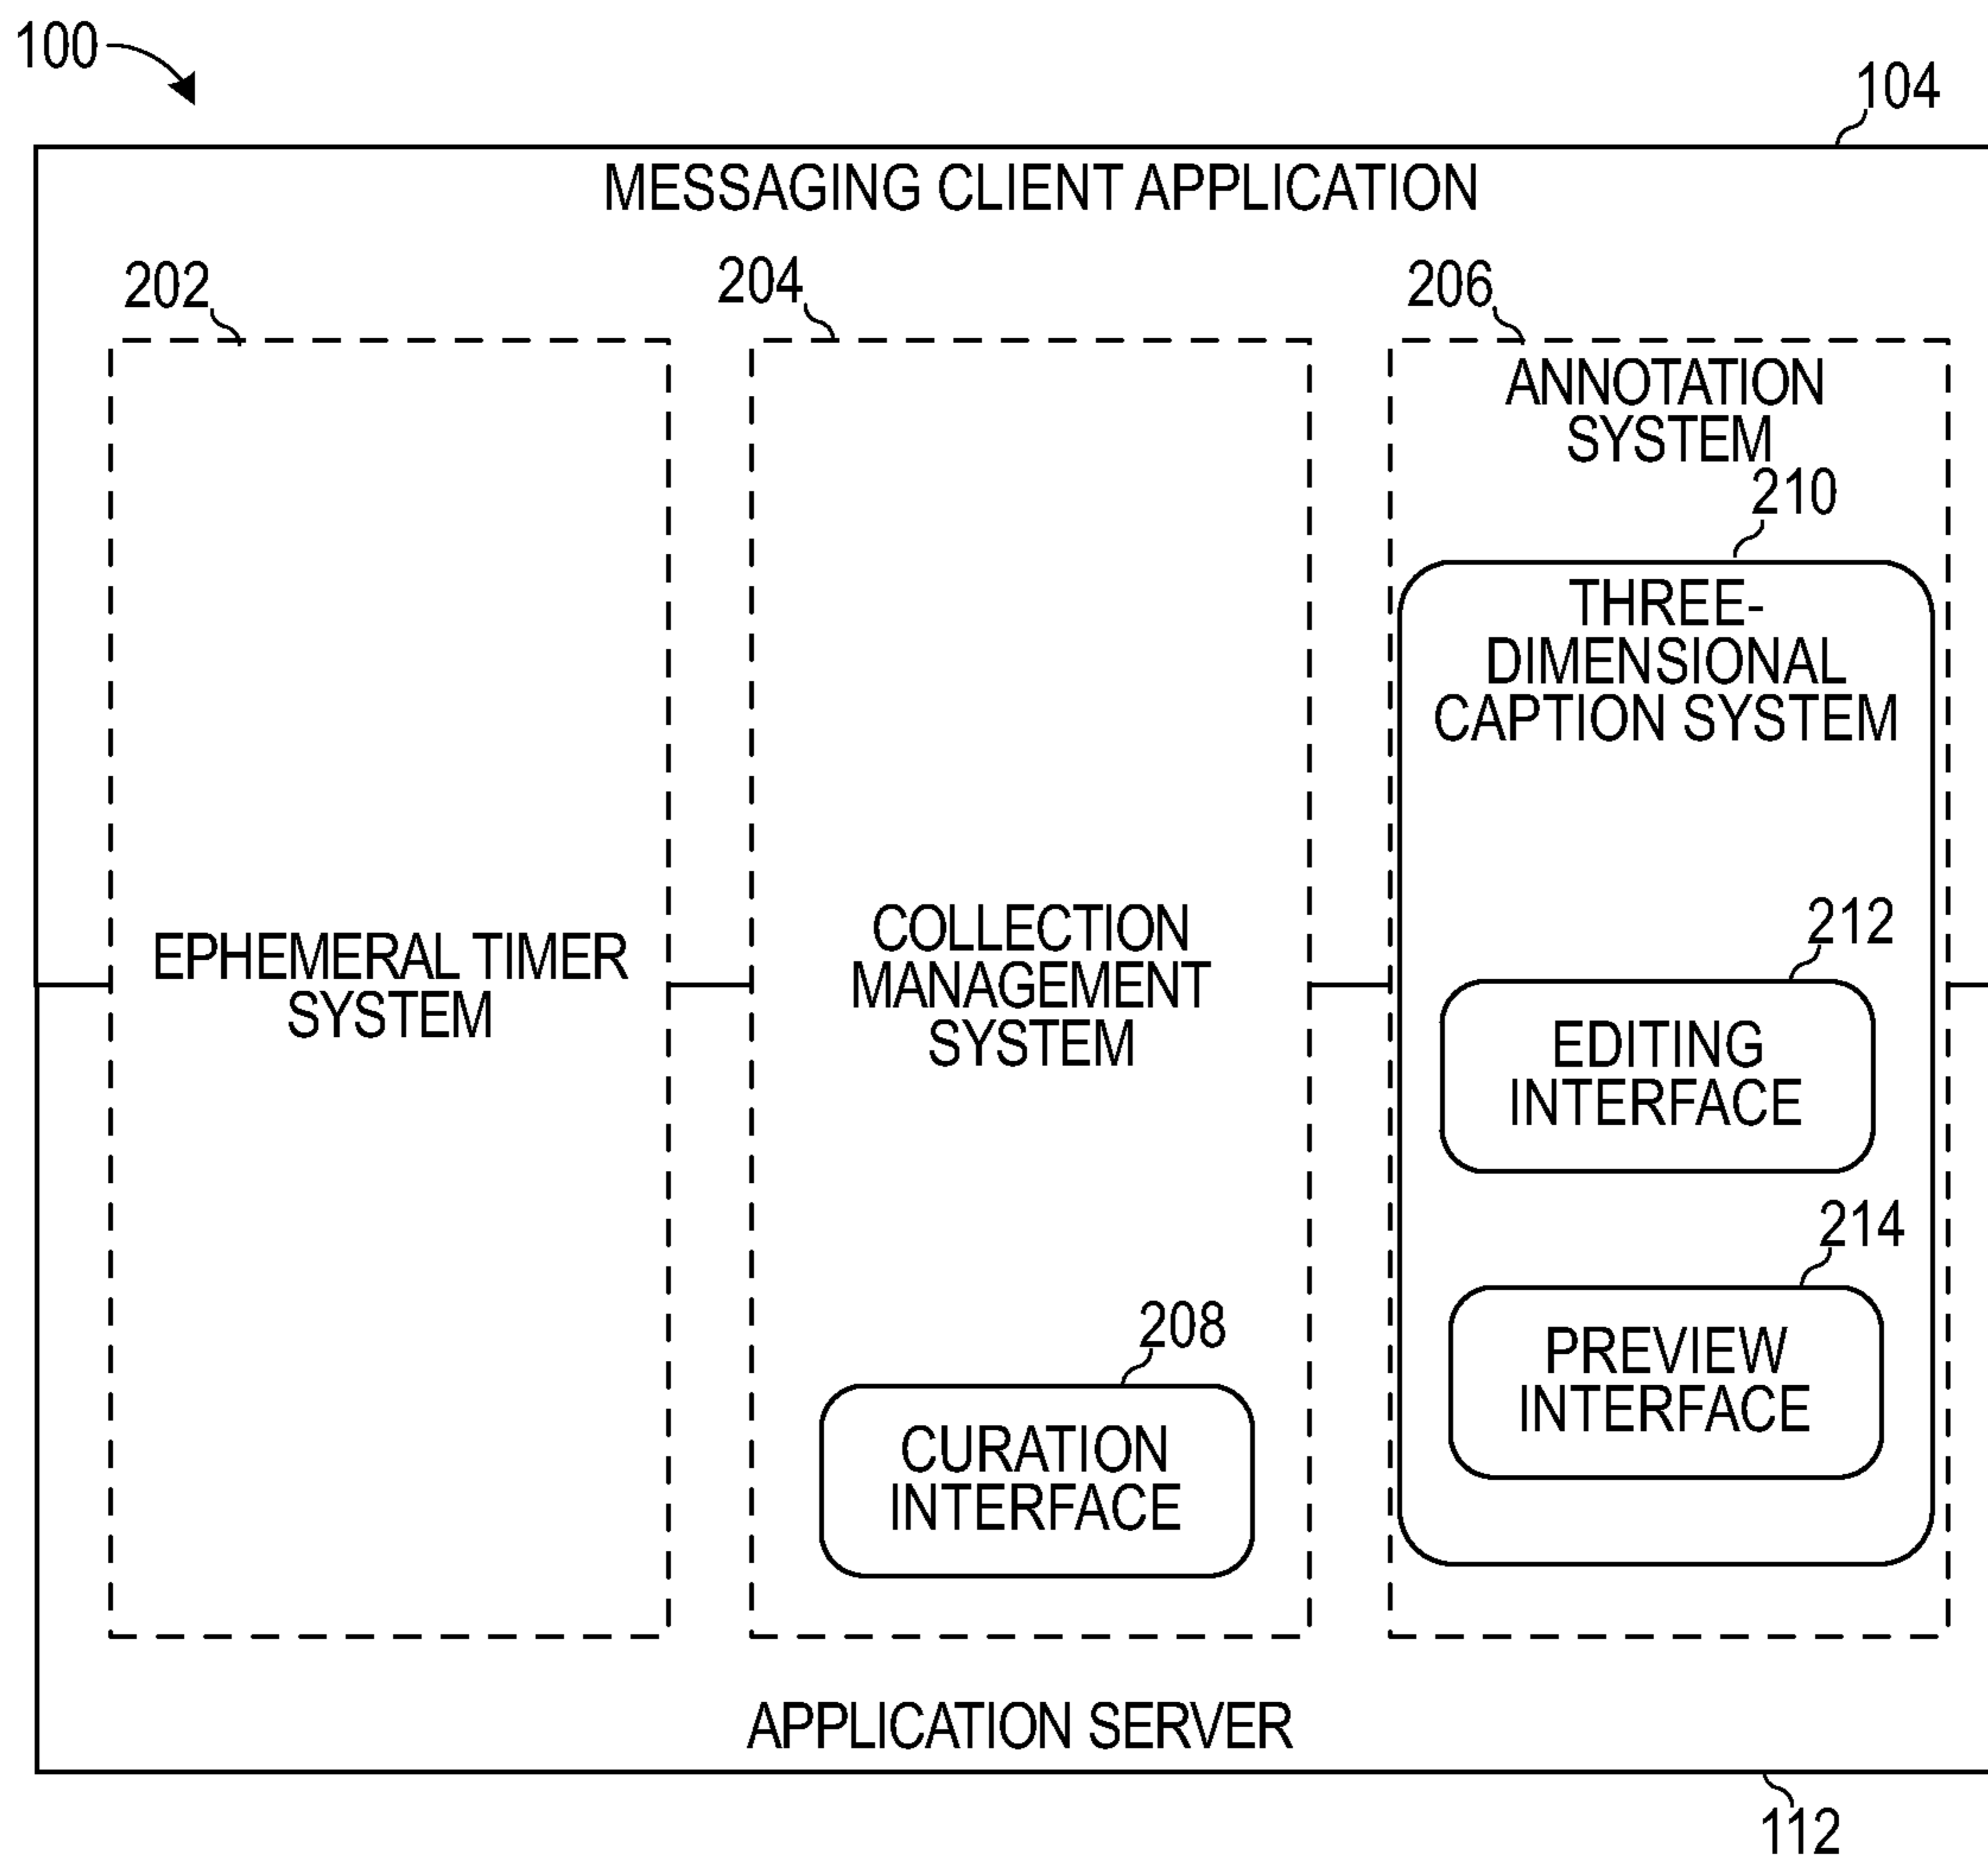 100
104
MESSAGING CLIENT APPLICATION
202
204
206
ANNOTATION
SYSTEM
210
THREE-
DIMENSIONAL
CAPTION SYSTEM
EPHEMERAL TIMER
SYSTEM
COLLECTION
MANAGEMENT
SYSTEM
212
EDITING
INTERFACE
214
PREVIEW
INTERFACE
208
CURATION
INTERFACE
APPLICATION SERVER
112